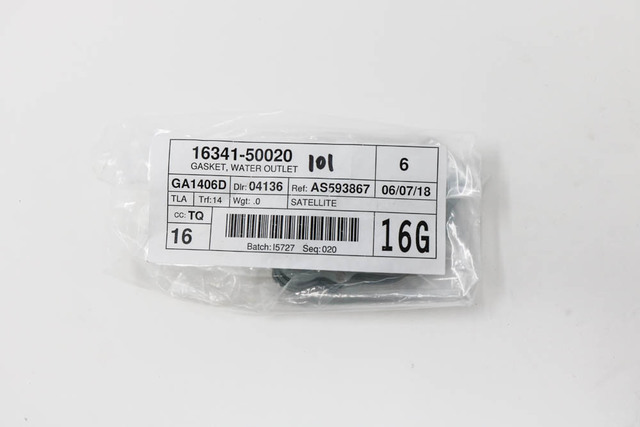 16341-50020 101 6
GASKET, WATER OUTLET
GA1406D Dlr: 04136 Ref: AS593867 06/07/18
TLA Trf:14 Wgt: .0 SATELLITE
CC: TQ
16 16G
Batch: I5727 Seq: 020